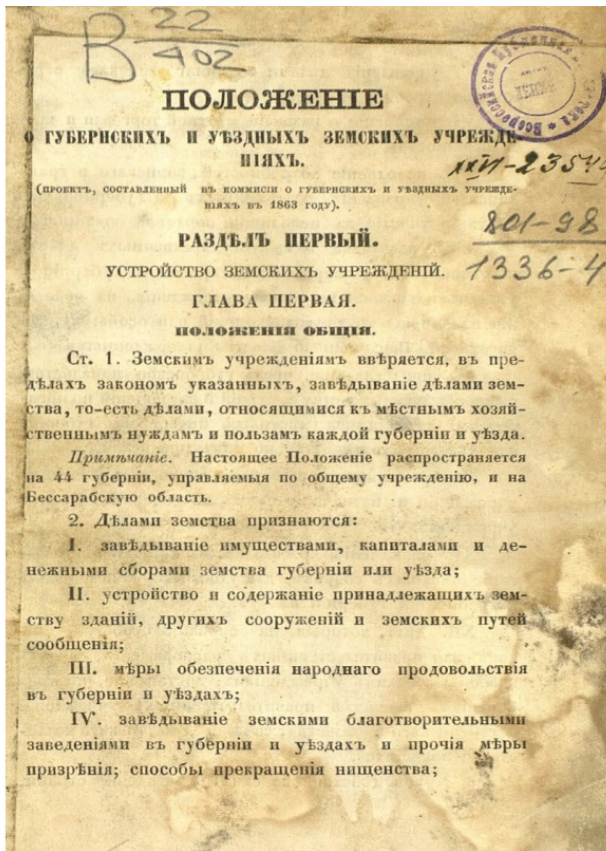 В 22
402
ПОЛОЖЕНІЕ
О ГУБЕРНСКИХЪ И УѢЗДНЫХЪ ЗЕМСКИХЪ УЧРЕЖДЕ-
НІЯХЪ.
XXVI-235
(ПРОЕКТЪ, СОСТАВЛЕННЫЙ ВЪ КОММИСІИ О ГУБЕРНСКИХЪ И УѢЗДНЫХЪ УЧРЕЖДЕ-
НІЯХЪ ВЪ 1863 ГОДУ).
801-98
1336-4
РАЗДѢЛЪ ПЕРВЫЙ.
УСТРОЙСТВО ЗЕМСКИХЪ УЧРЕЖДЕНІЙ.
ГЛАВА ПЕРВАЯ.
ПОЛОЖЕНІЯ ОБЩІЯ.
Ст. 1. Земскимъ учрежденіямъ ввѣряется, въ пре-
дѣлахъ закономъ указанныхъ, завѣдываніе дѣлами зем-
ства, то-есть дѣлами, относящимися къ мѣстнымъ хозяй-
ственнымъ нуждамъ и пользамъ каждой губерніи и уѣзда.
Примѣчаніе. Настоящее Положеніе распространяется
на 44 губерніи, управляемыя по общему учрежденію, и на
Бессарабскую область.
2. Дѣлами земства признаются:
I. завѣдываніе имуществами, капиталами и де-
нежными сборами земства губерніи или уѣзда;
II. устройство и содержаніе принадлежащихъ зем-
ству зданій, другихъ сооруженій и земскихъ путей
сообщенія;
III. мѣры обезпеченія народнаго продовольствія
въ губерніи и уѣздахъ;
IV. завѣдываніе земскими благотворительными
заведеніями въ губерніи и уѣздахъ и прочія мѣры
призрѣнія; способы прекращенія нищенства;